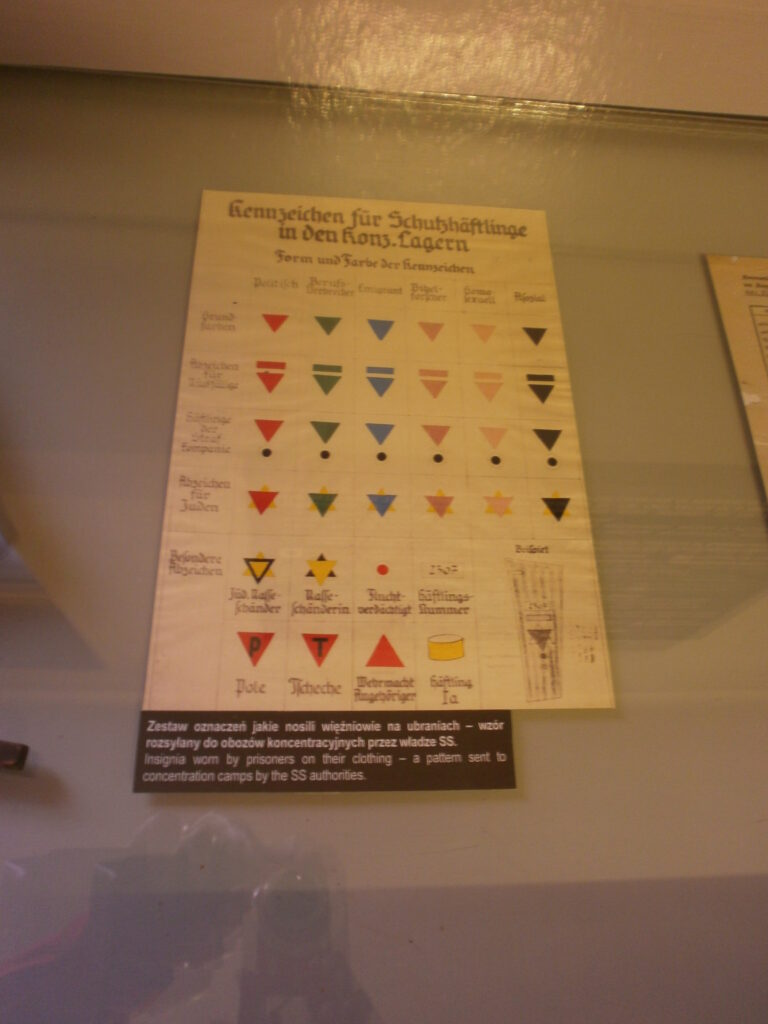 Kennzeichen für Schutzhäftlinge
in den Konz. Lagern
Form und Farbe der Kennzeichen
Politisch Berufs-Verbrecher Emigrant Bibel-forscher Homo-sexuell Asozial
Grund-
farben
Abzeichen
für
Rückfällige
Häftlinge
der
Straf
kompanie
Abzeichen
für
Juden
Besondere
Abzeichen
2307
Jüd. Rasse-
schänder
Rasse-
schänderin
Flucht-
verdächtigt
Häftlings-
Nummer
Beispiel
P
T
Pole
Tscheche
Wehrmacht
Angehöriger
Häftling
Ia
Zestaw oznaczeń jakie nosili więźniowie na ubraniach – wzór
rozsyłany do obozów koncentracyjnych przez władze SS.
Insignia worn by prisoners on their clothing – a pattern sent to
concentration camps by the SS authorities.